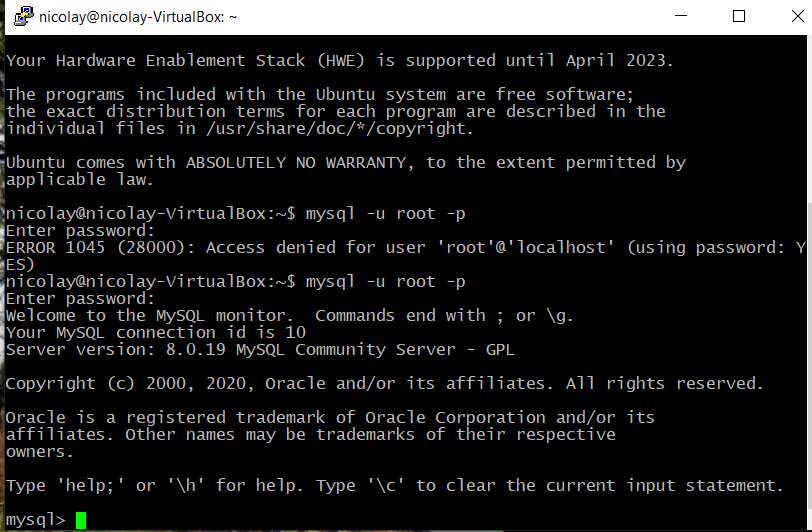 nicolay@nicolay-VirtualBox: ~
Your Hardware Enablement Stack (HWE) is supported until April 2023.
The programs included with the Ubuntu system are free software;
the exact distribution terms for each program are described in the
individual files in /usr/share/doc/*/copyright.
Ubuntu comes with ABSOLUTELY NO WARRANTY, to the extent permitted by
applicable law.
nicolay@nicolay-VirtualBox:~$ mysql -u root -p
Enter password:
ERROR 1045 (28000): Access denied for user 'root'@'localhost' (using password: Y
ES)
nicolay@nicolay-VirtualBox:~$ mysql -u root -p
Enter password:
Welcome to the MySQL monitor.  Commands end with ; or \g.
Your MySQL connection id is 10
Server version: 8.0.19 MySQL Community Server - GPL
Copyright (c) 2000, 2020, Oracle and/or its affiliates. All rights reserved.
Oracle is a registered trademark of Oracle Corporation and/or its
affiliates. Other names may be trademarks of their respective
owners.
Type 'help;' or '\h' for help. Type '\c' to clear the current input statement.
mysql>